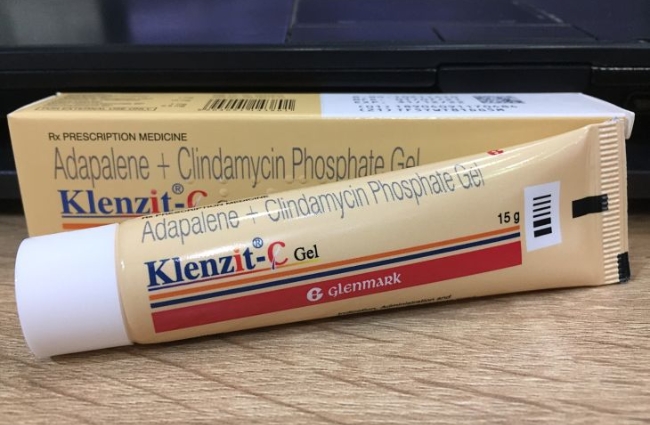 Rx PRESCRIPTION MEDICINE
Adapalene + Clindamycin Phosphate Gel
Klenzit®-C
Adapalene + Clindamycin Phosphate Gel
Klenzit®-C Gel
15 g
G glenmark